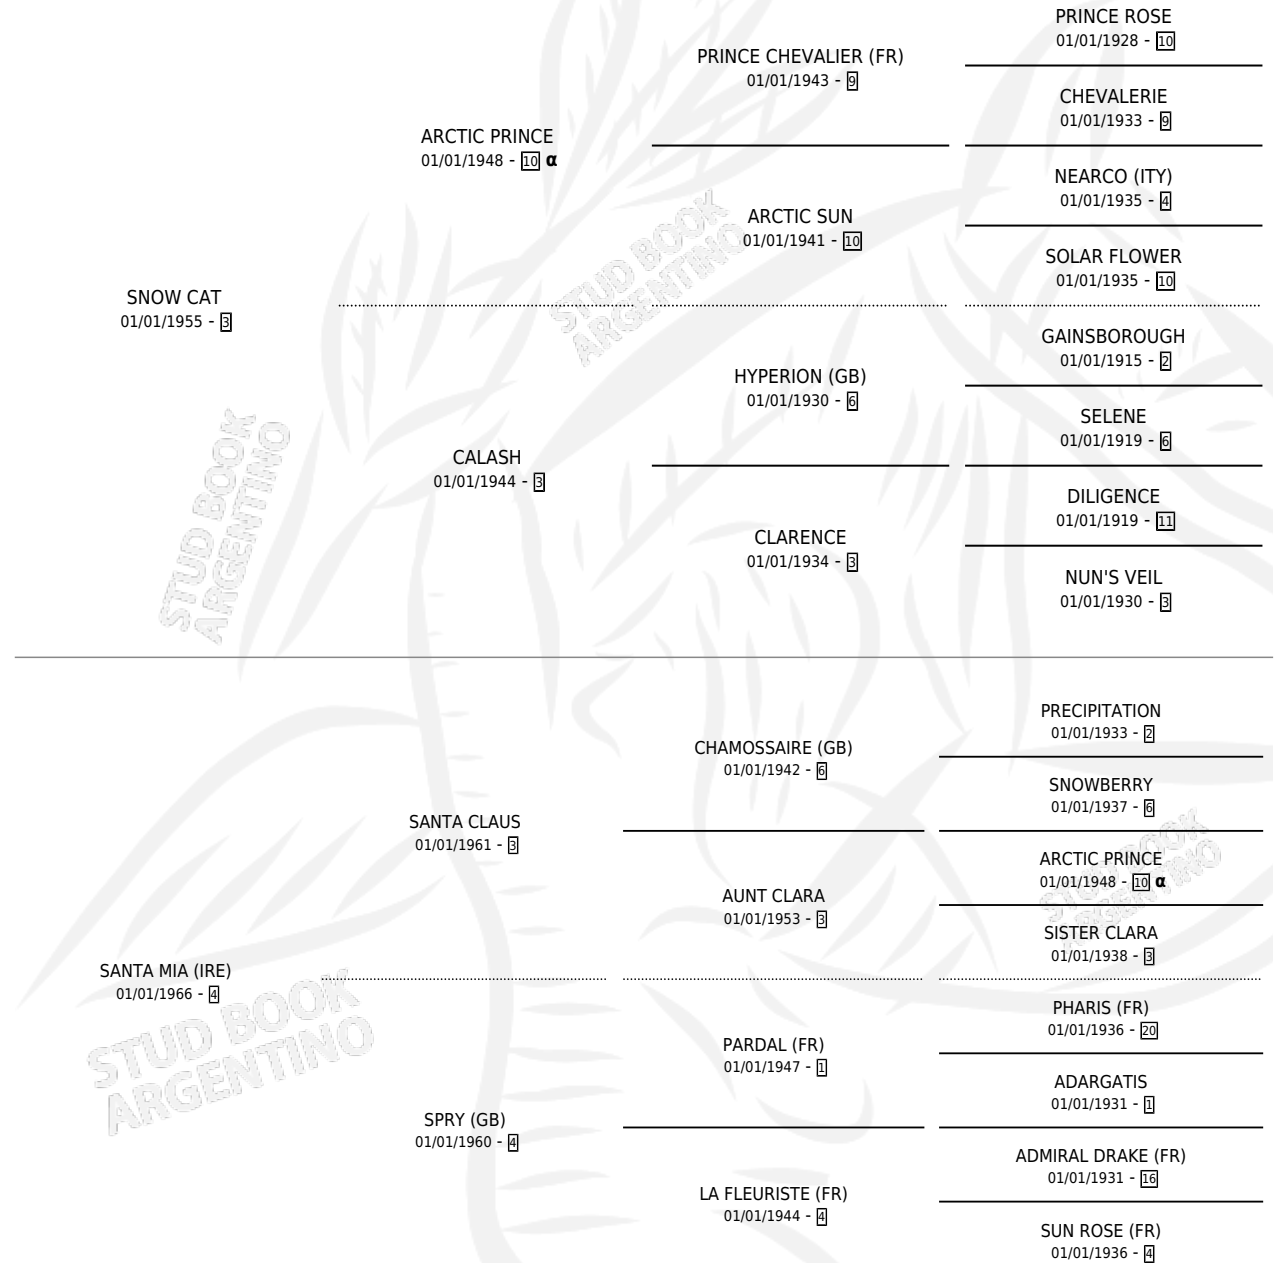 PRINCE ROSE
01/01/1928 - 10
PRINCE CHEVALIER (FR)
01/01/1943 - 9
CHEVALERIE
01/01/1933 - 9
ARCTIC PRINCE
01/01/1948 - 10 α
NEARCO (ITY)
01/01/1935 - 4
ARCTIC SUN
01/01/1941 - 10
SOLAR FLOWER
01/01/1935 - 10
SNOW CAT
01/01/1955 - 3
GAINSBOROUGH
01/01/1915 - 2
HYPERION (GB)
01/01/1930 - 6
SELENE
01/01/1919 - 6
CALASH
01/01/1944 - 3
DILIGENCE
01/01/1919 - 11
CLARENCE
01/01/1934 - 3
NUN'S VEIL
01/01/1930 - 3
PRECIPITATION
01/01/1933 - 2
CHAMOSSAIRE (GB)
01/01/1942 - 6
SNOWBERRY
01/01/1937 - 6
SANTA CLAUS
01/01/1961 - 3
ARCTIC PRINCE
01/01/1948 - 10 α
AUNT CLARA
01/01/1953 - 3
SISTER CLARA
01/01/1938 - 3
SANTA MIA (IRE)
01/01/1966 - 4
PHARIS (FR)
01/01/1936 - 20
PARDAL (FR)
01/01/1947 - 1
ADARGATIS
01/01/1931 - 1
SPRY (GB)
01/01/1960 - 4
ADMIRAL DRAKE (FR)
01/01/1931 - 16
LA FLEURISTE (FR)
01/01/1944 - 4
SUN ROSE (FR)
01/01/1936 - 4
STUD BOOK
ARGENTINO
STUD BOOK
ARGENTINO
STUD BOOK
ARGENTINO
STUD BOOK
ARGENTINO